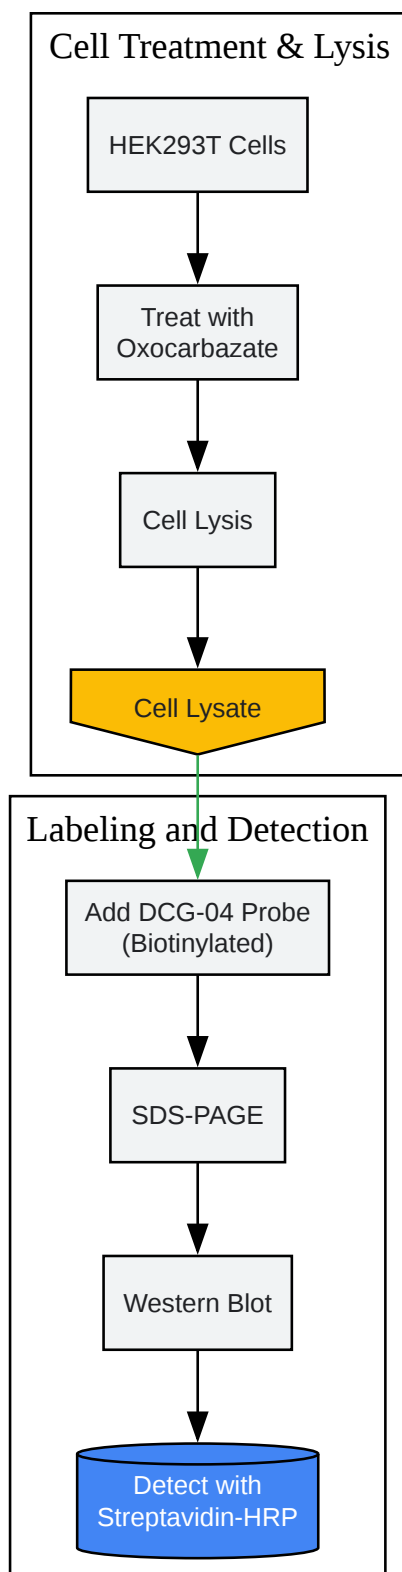 Cell Treatment & Lysis
HEK293T Cells
Treat with
Oxocarbazate
Cell Lysis
Cell Lysate
Labeling and Detection
Add DCG-04 Probe
(Biotinylated)
SDS-PAGE
Western Blot
Detect with
Streptavidin-HRP